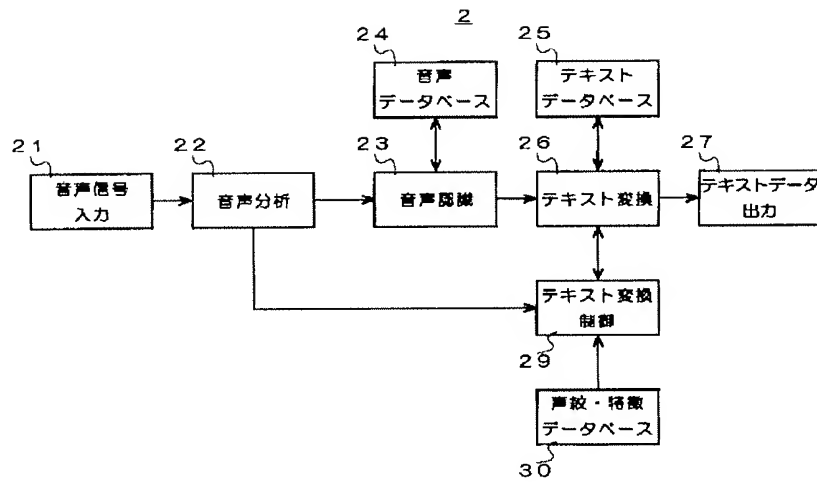 2
24
音声
データベース
25
テキスト
データベース
21
音声信号
入力
22
音声分析
23
音声認識
26
テキスト変換
27
テキストデータ
出力
テキスト変換
制御
29
声紋・特徴
データベース
30